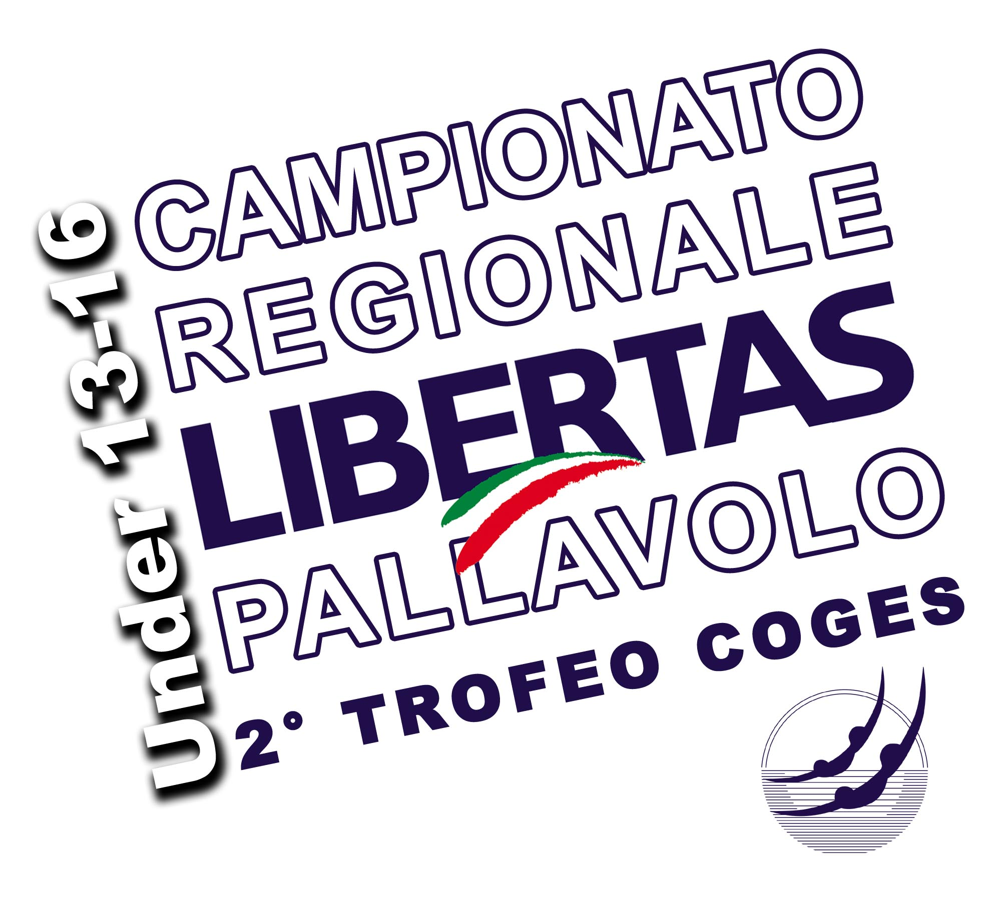 CAMPIONATO
REGIONALE
LIBERTAS
PALLAVOLO
2° TROFEO COGES
Under 13-16